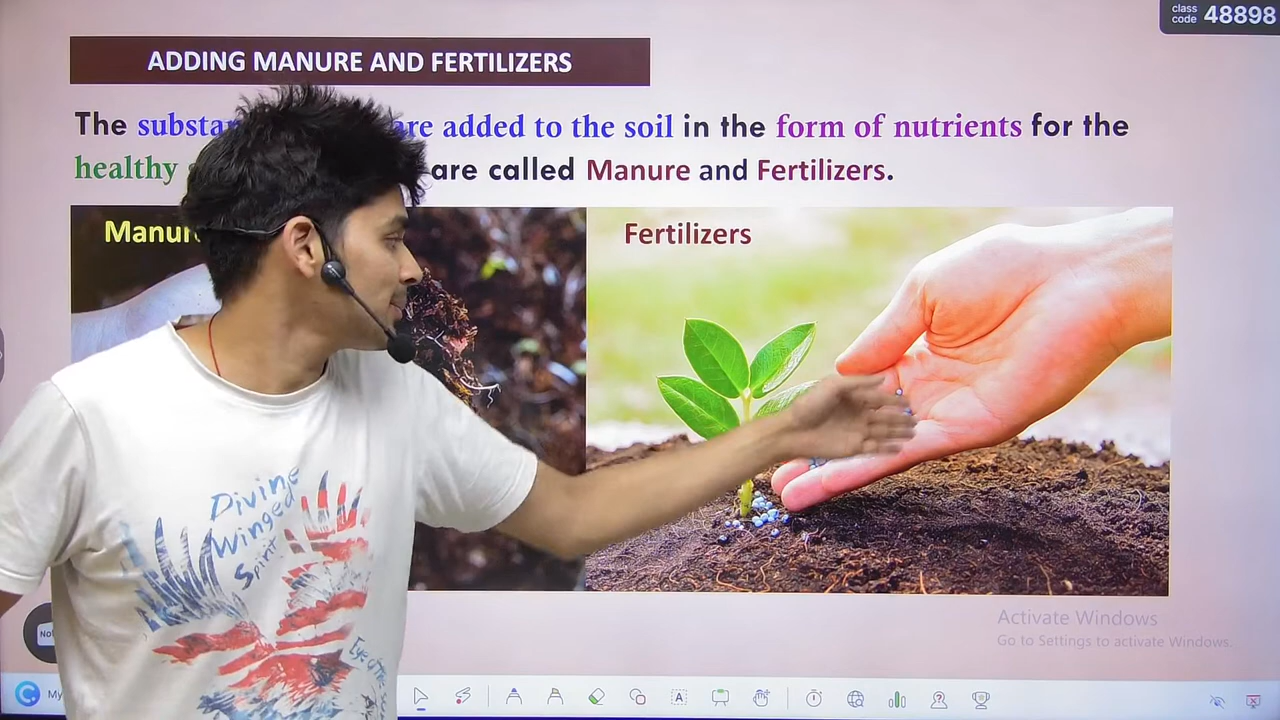 class
code 48898
ADDING MANURE AND FERTILIZERS
The are added to the soil in the form of nutrients for the
healthy are called Manure and Fertilizers.
Fertilizers
Divine
Winged
Spirit
Activate Windows
Go to Settings to activate Windows.
My
A